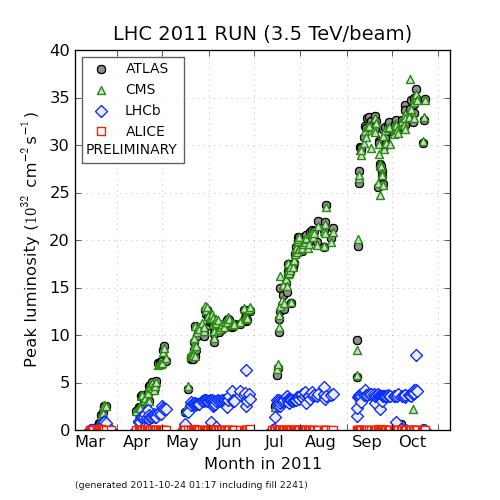 LHC 2011 RUN (3.5 TeV/beam)
40
35
30
25
20
15
10
5
0
Peak luminosity (10³² cm⁻² s⁻¹)
ATLAS
CMS
LHCb
ALICE
PRELIMINARY
Mar Apr May Jun Jul Aug Sep Oct
Month in 2011
(generated 2011-10-24 01:17 including fill 2241)